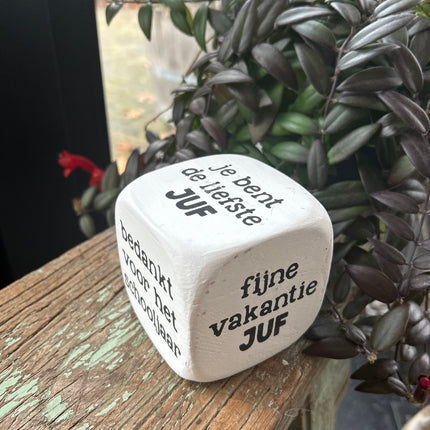 je bent
de liefste
JUF
bedankt
voor het
schooljaar
fijne
vakantie
JUF